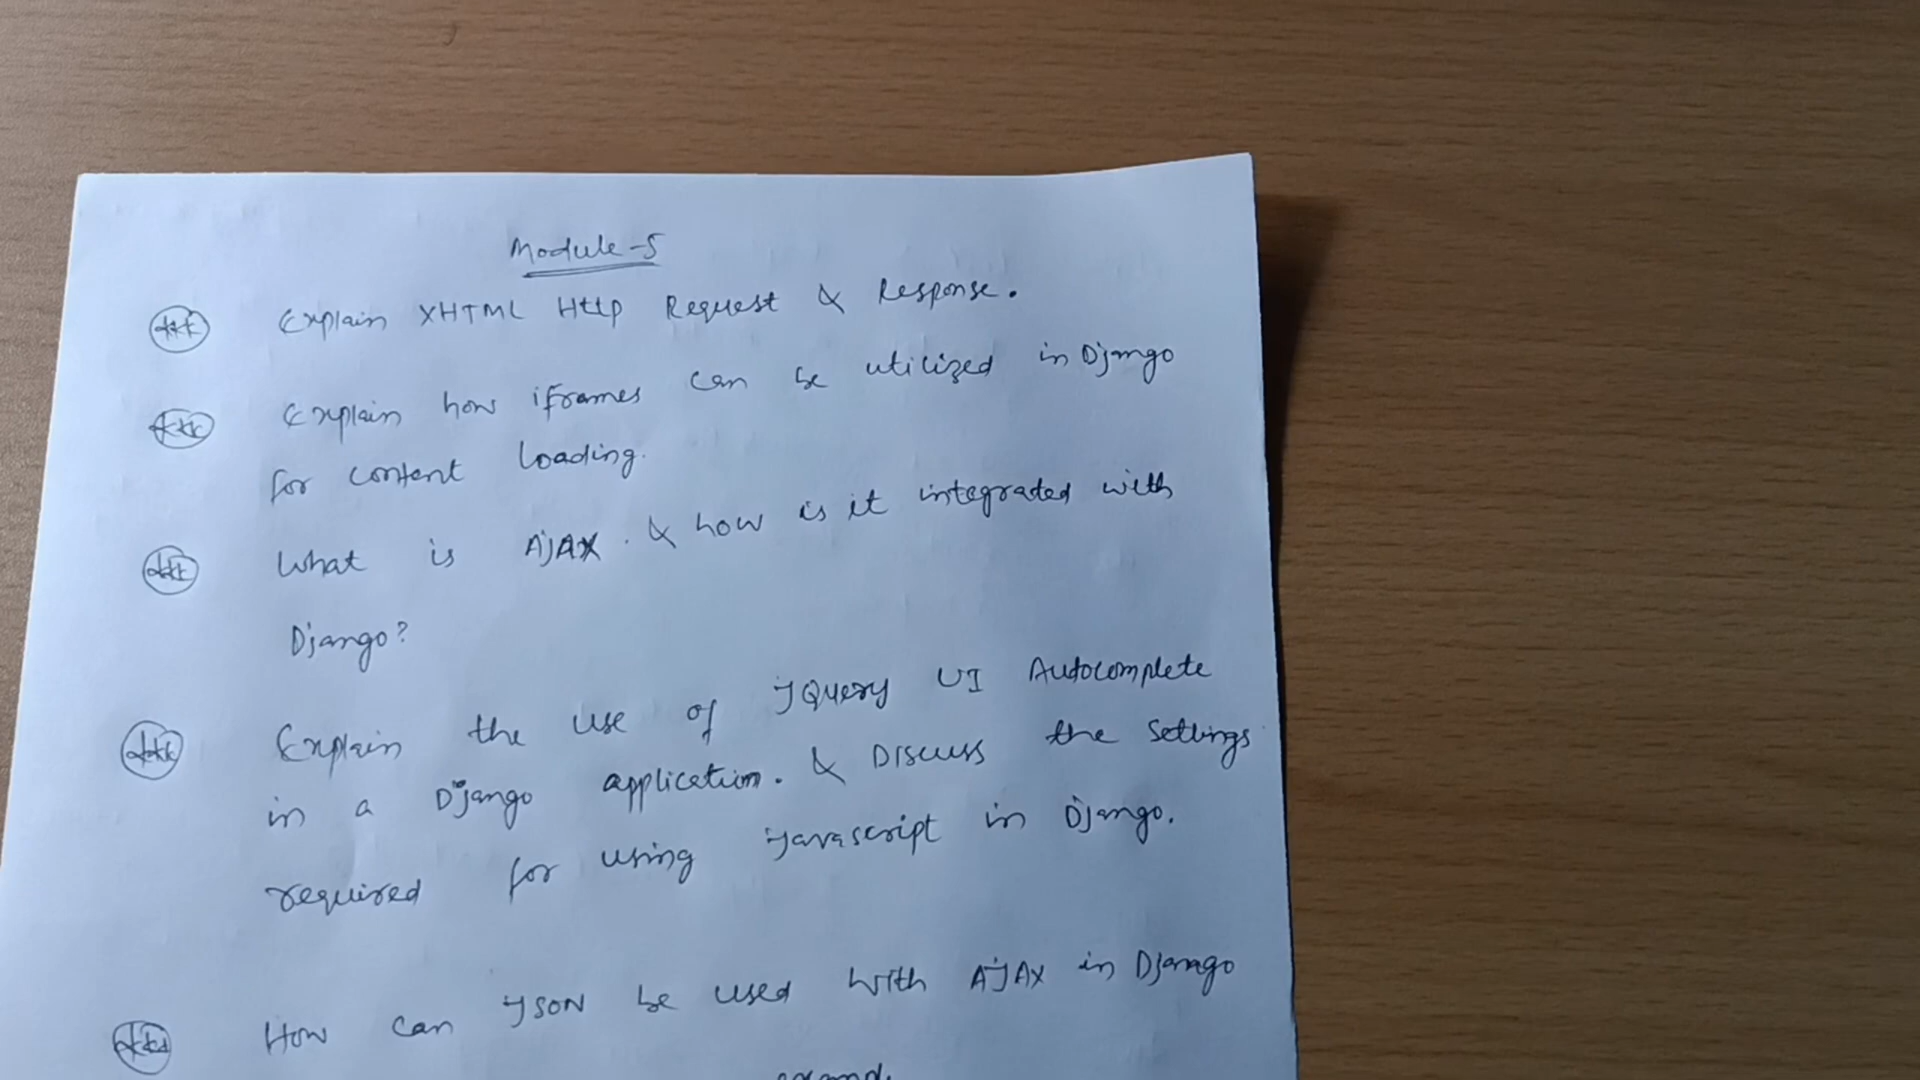 Module-5
*** Explain XHTML Http Request & Response.
*** Explain how iframes can be utilized in Django
for content loading.
*** What is AJAX. & how is it integrated with
Django?
*** Explain the use of JQuery UI Autocomplete
in a Django application. & Discuss the Settings
required for using Javascript in Django.
*** How can JSON be used with AJAX in Django